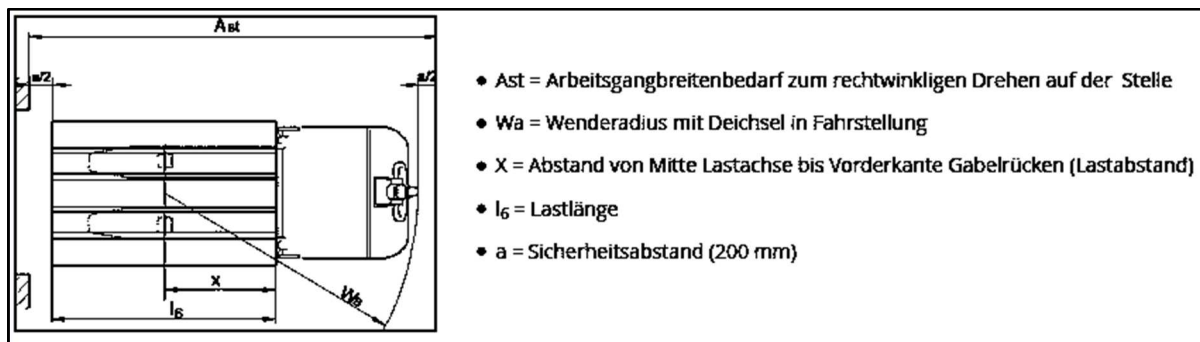 Ast
a/2
a/2
x
Wa
l6
● Ast = Arbeitsgangbreitenbedarf zum rechtwinkligen Drehen auf der Stelle
● Wa = Wenderadius mit Deichsel in Fahrstellung
● X = Abstand von Mitte Lastachse bis Vorderkante Gabelrücken (Lastabstand)
● l₆ = Lastlänge
● a = Sicherheitsabstand (200 mm)